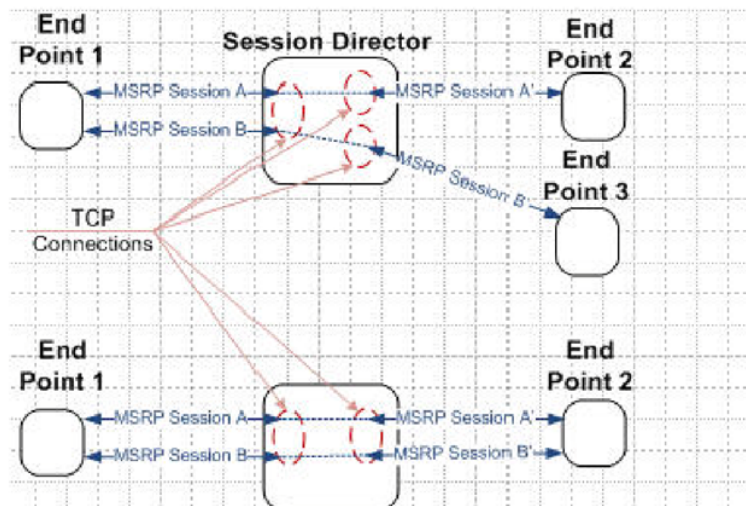 End
Point 1
Session Director
End
Point 2
MSRP Session A
MSRP Session A'
MSRP Session B
MSRP Session B'
End
Point 3
TCP
Connections
End
Point 1
End
Point 2
MSRP Session A
MSRP Session A'
MSRP Session B
MSRP Session B'